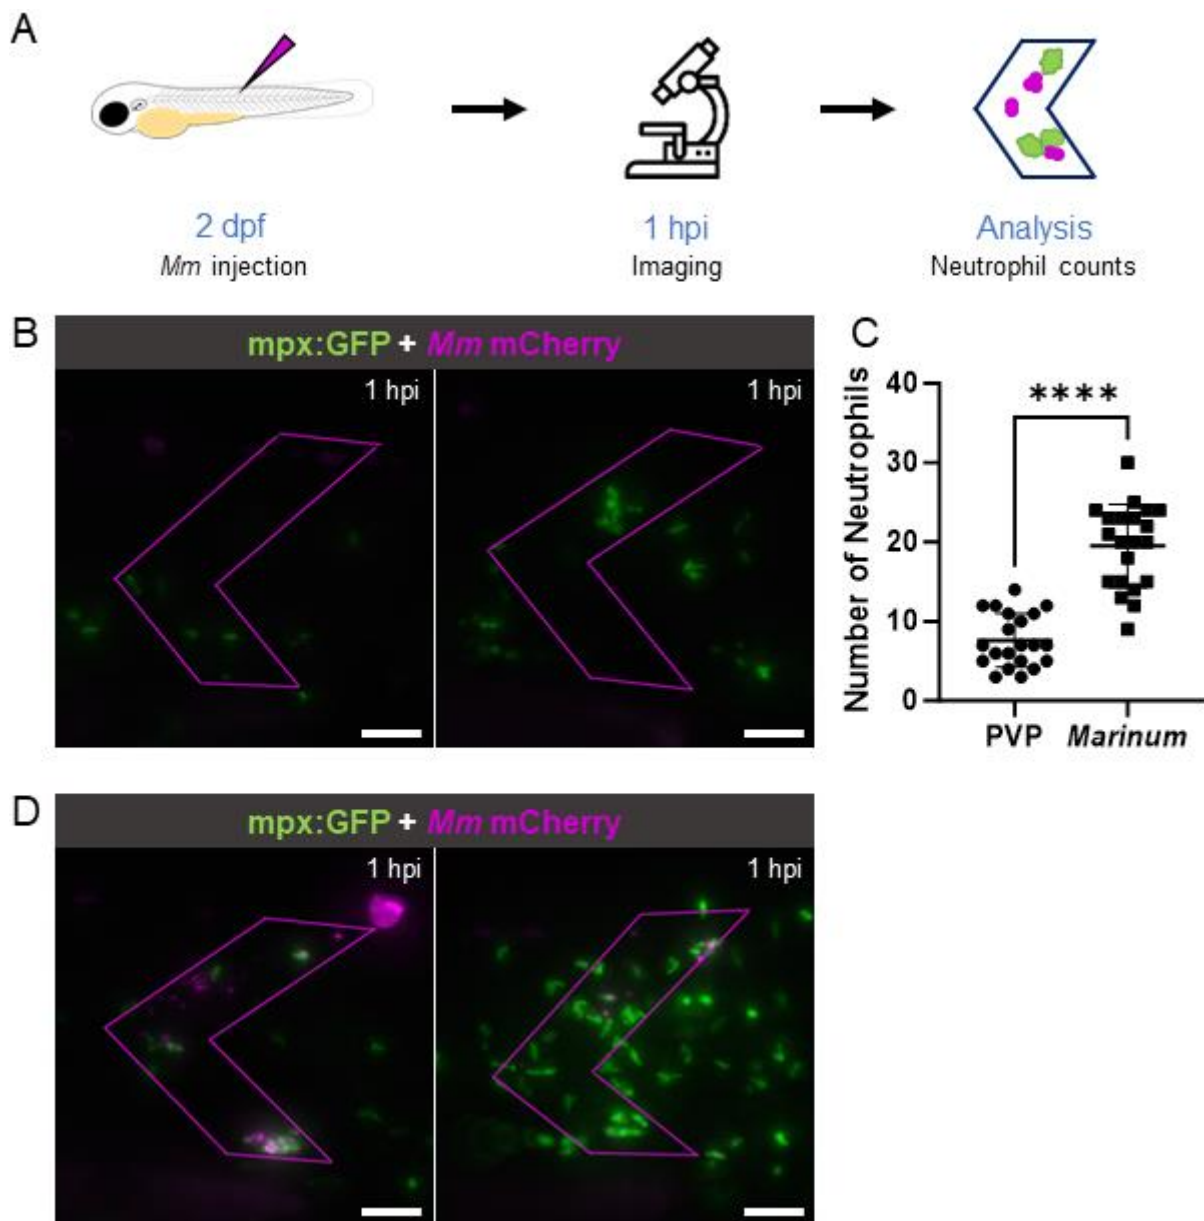 A
2 dpf
Mm injection
1 hpi
Imaging
Analysis
Neutrophil counts
B
mpx:GFP + Mm mCherry
1 hpi
1 hpi
C
Number of Neutrophils
40
30
20
10
0
****
PVP
Marinum
D
mpx:GFP + Mm mCherry
1 hpi
1 hpi